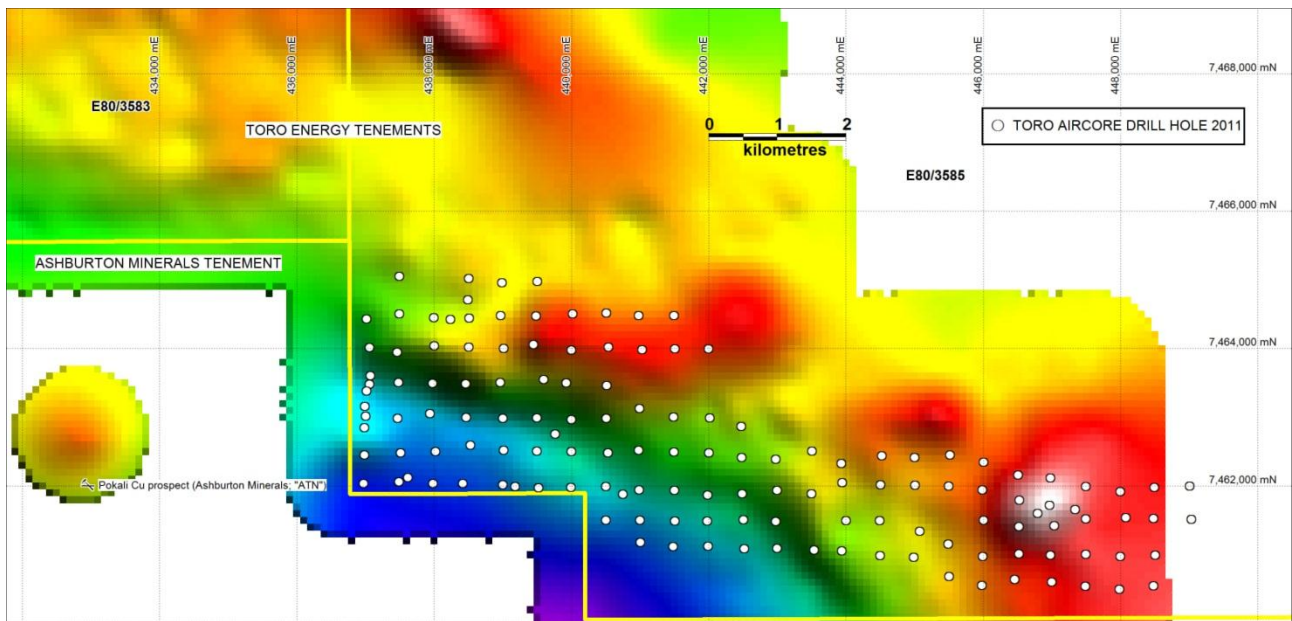 434,000 mE
436,000 mE
438,000 mE
440,000 mE
442,000 mE
444,000 mE
446,000 mE
448,000 mE
7,468,000 mN
E80/3583
TORO ENERGY TENEMENTS
0 1 2
kilometres
TORO AIRCORE DRILL HOLE 2011
E80/3585
7,466,000 mN
ASHBURTON MINERALS TENEMENT
7,464,000 mN
Pokali Cu prospect (Ashburton Minerals; "ATN")
7,462,000 mN